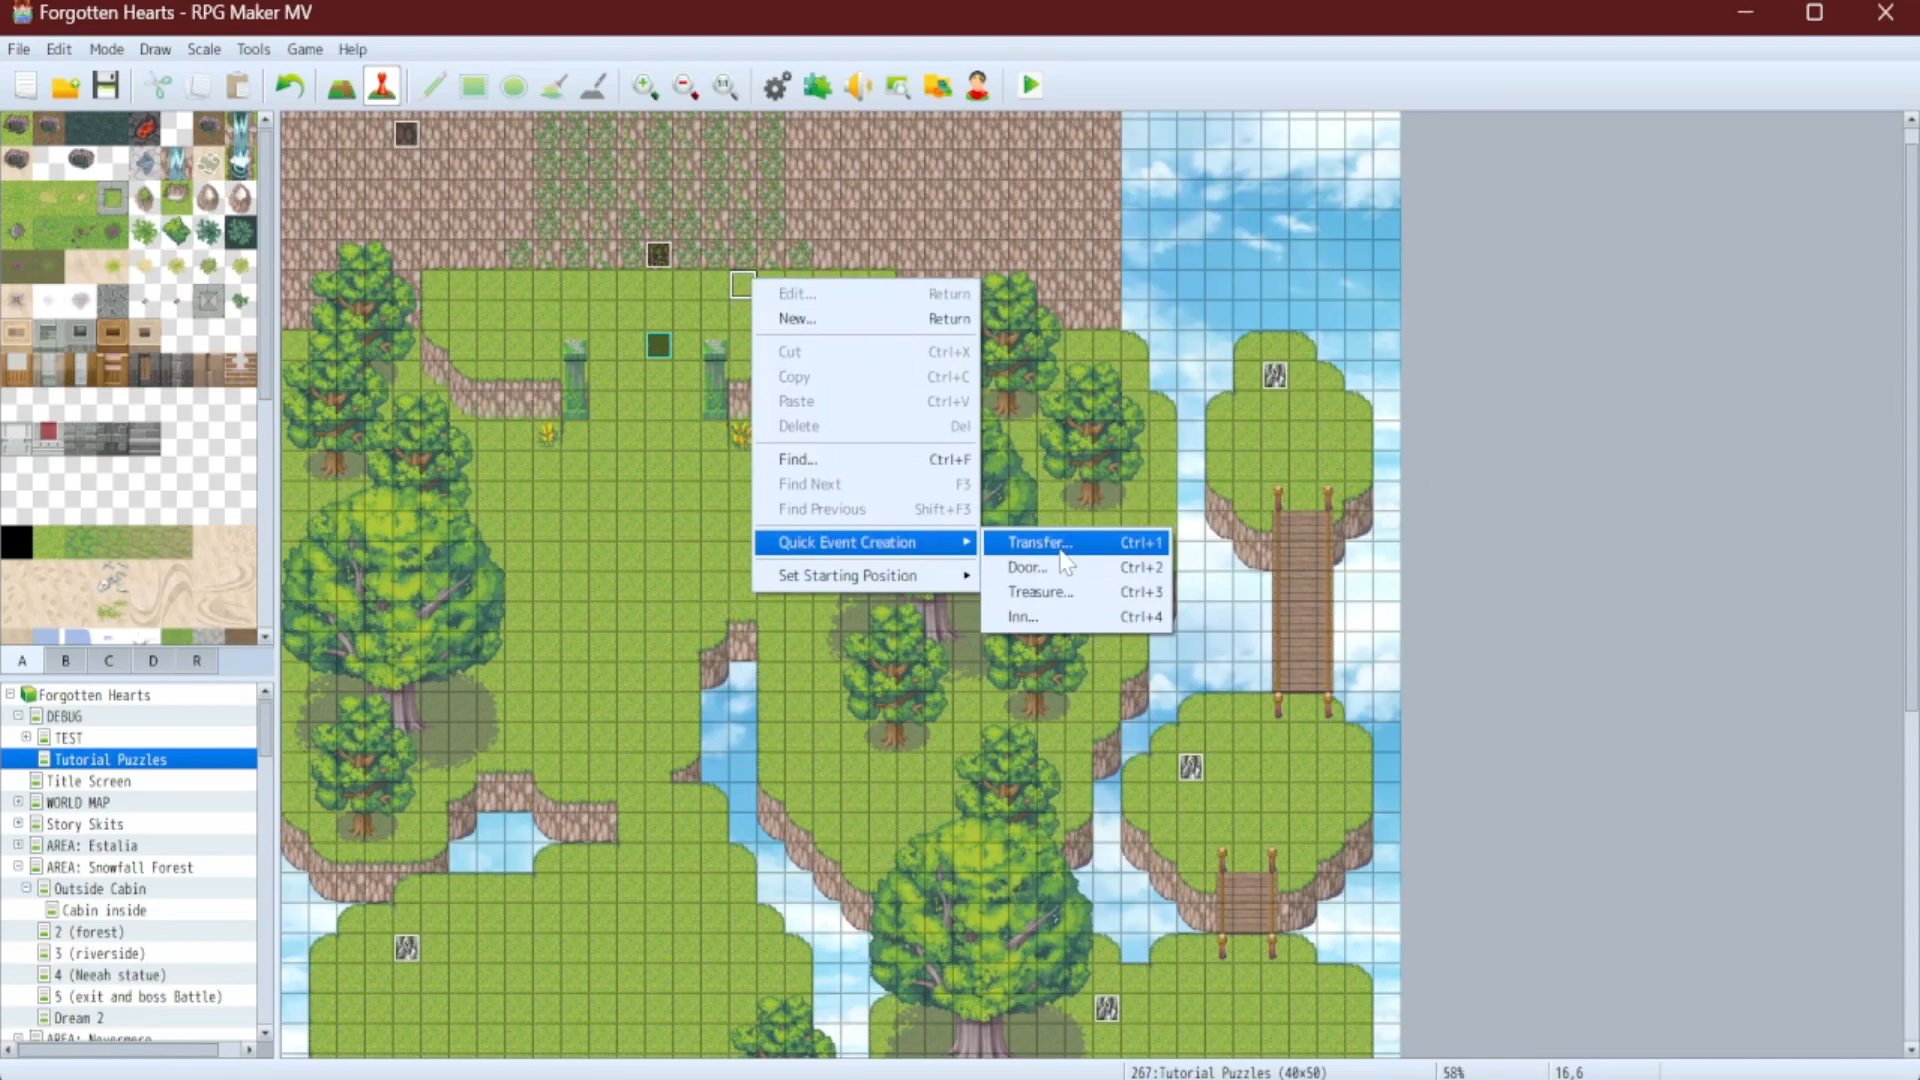 Forgotten Hearts - RPG Maker MV
File Edit Mode Draw Scale Tools Game Help
1:1
Edit... Return
New... Return
Cut Ctrl+X
Copy Ctrl+C
Paste Ctrl+V
Delete Del
Find... Ctrl+F
Find Next F3
Find Previous Shift+F3
Quick Event Creation
Set Starting Position
Transfer... Ctrl+1
Door... Ctrl+2
Treasure... Ctrl+3
Inn... Ctrl+4
A B C D R
Forgotten Hearts
DEBUG
TEST
Tutorial Puzzles
Title Screen
WORLD MAP
Story Skits
AREA: Estalia
AREA: Snowfall Forest
Outside Cabin
Cabin inside
2 (forest)
3 (riverside)
4 (Neeah statue)
5 (exit and boss Battle)
Dream 2
AREA: Nevermore
267:Tutorial Puzzles (40x50) 58% 16,6